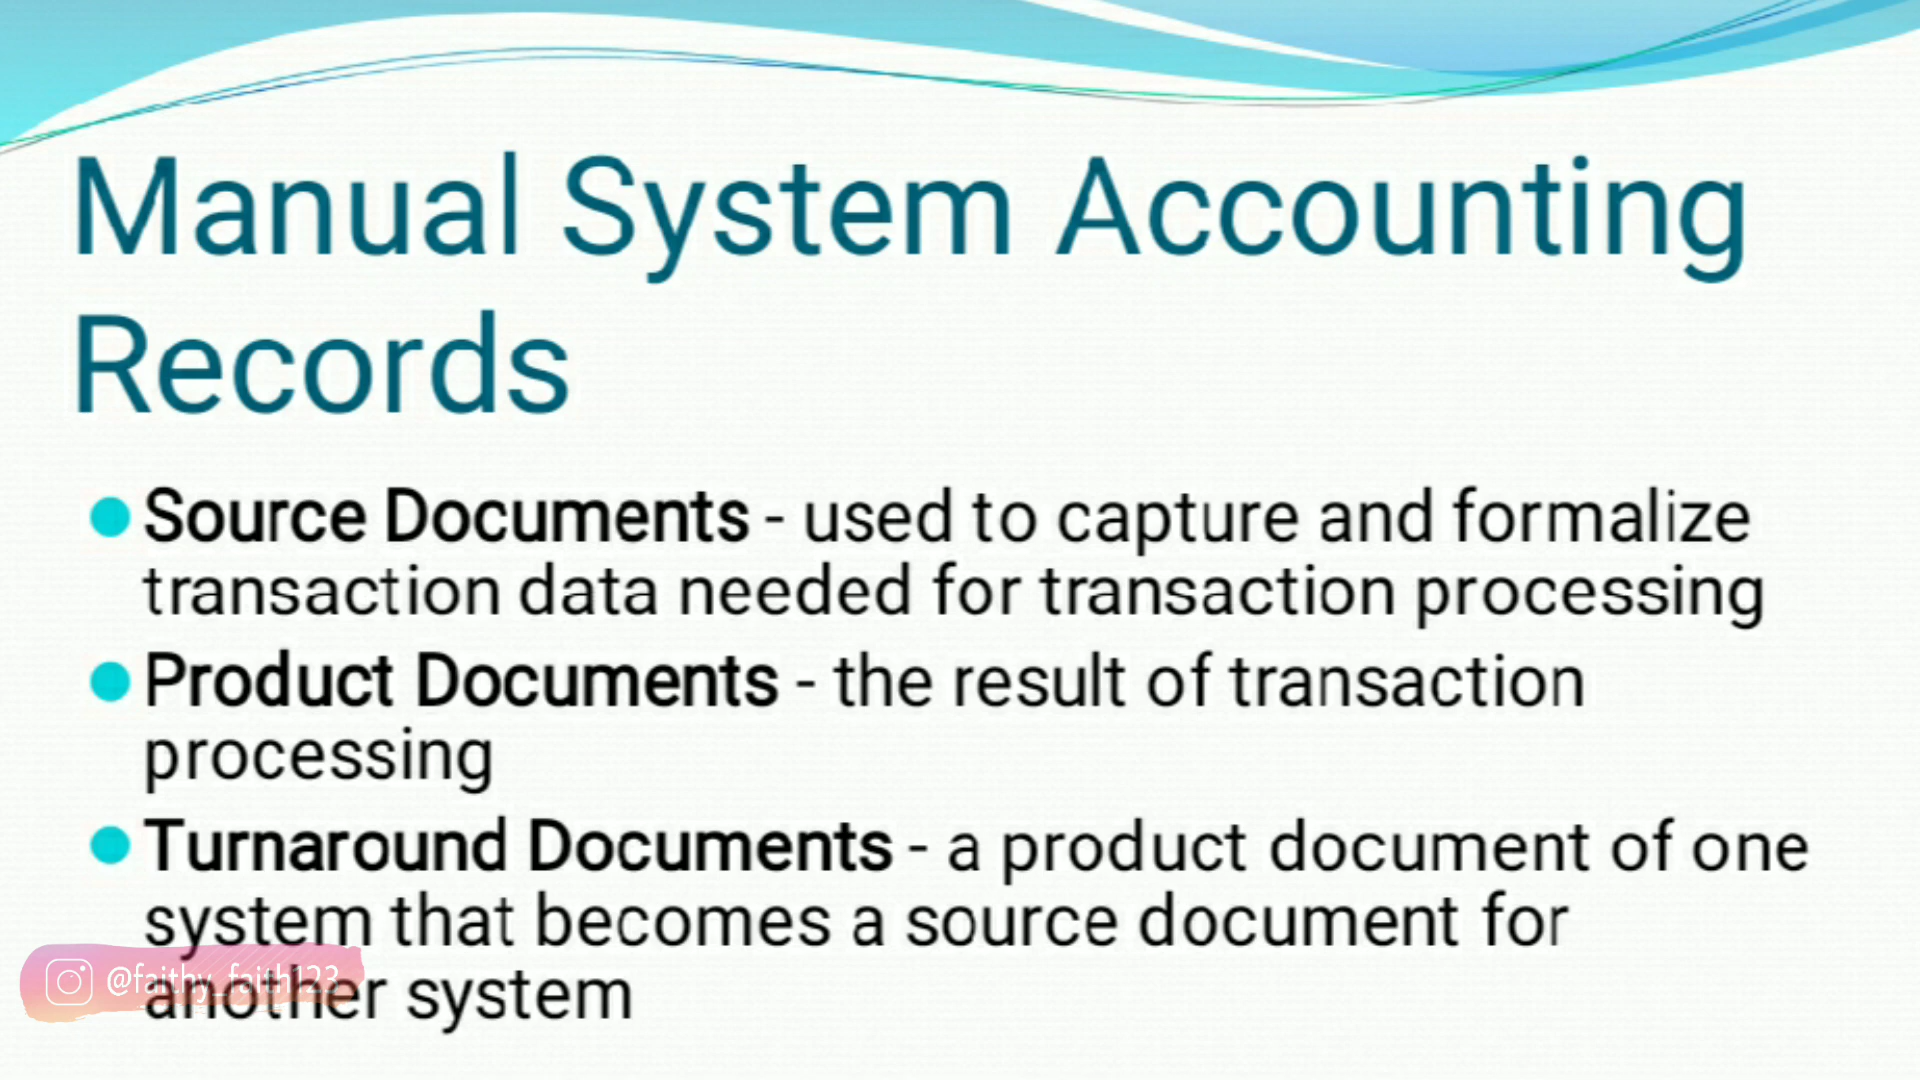 Manual System Accounting
Records
Source Documents - used to capture and formalize
transaction data needed for transaction processing
Product Documents - the result of transaction
processing
Turnaround Documents - a product document of one
system that becomes a source document for
another system
@faithy_faith123